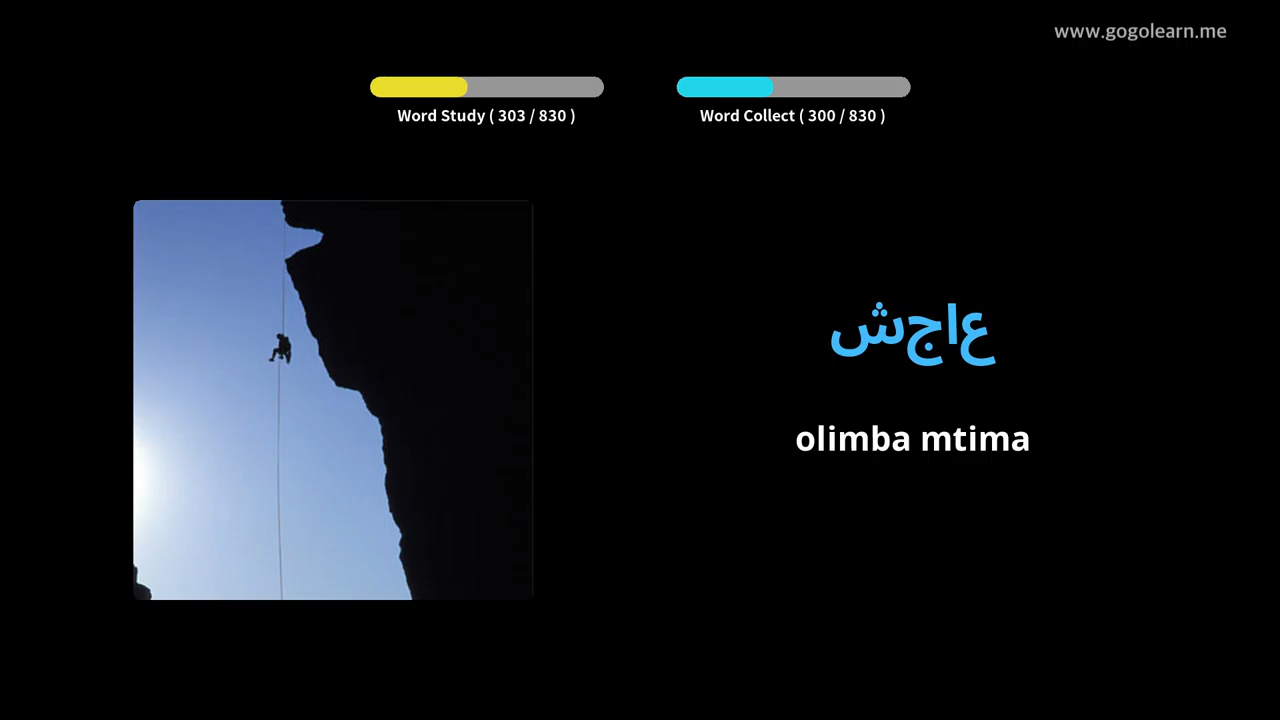 www.gogolearn.me
Word Study ( 303 / 830 )
Word Collect ( 300 / 830 )
عاجش
olimba mtima